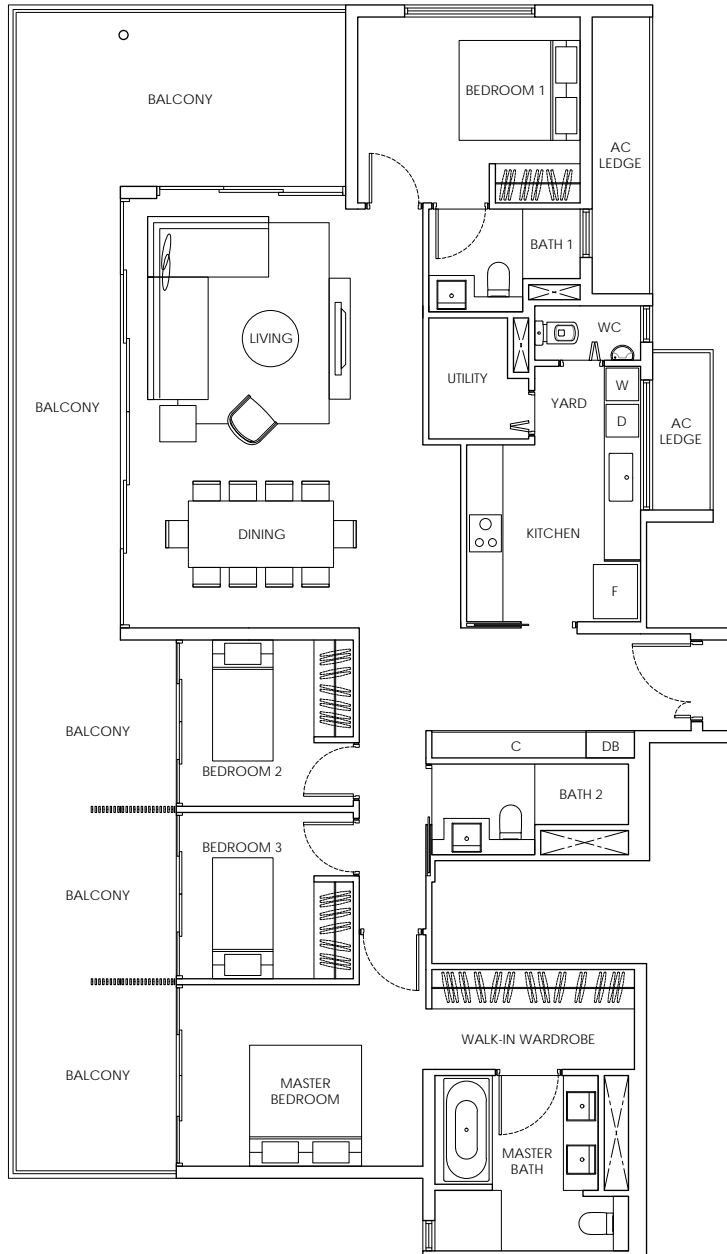 BEDROOM 1
BALCONY
AC
LEDGE
BATH 1
WC
LIVING
UTILITY
W
YARD
BALCONY
D
AC
LEDGE
DINING
KITCHEN
F
BALCONY
C
DB
BEDROOM 2
BATH 2
BEDROOM 3
BALCONY
WALK-IN WARDROBE
BALCONY
MASTER
BEDROOM
MASTER
BATH